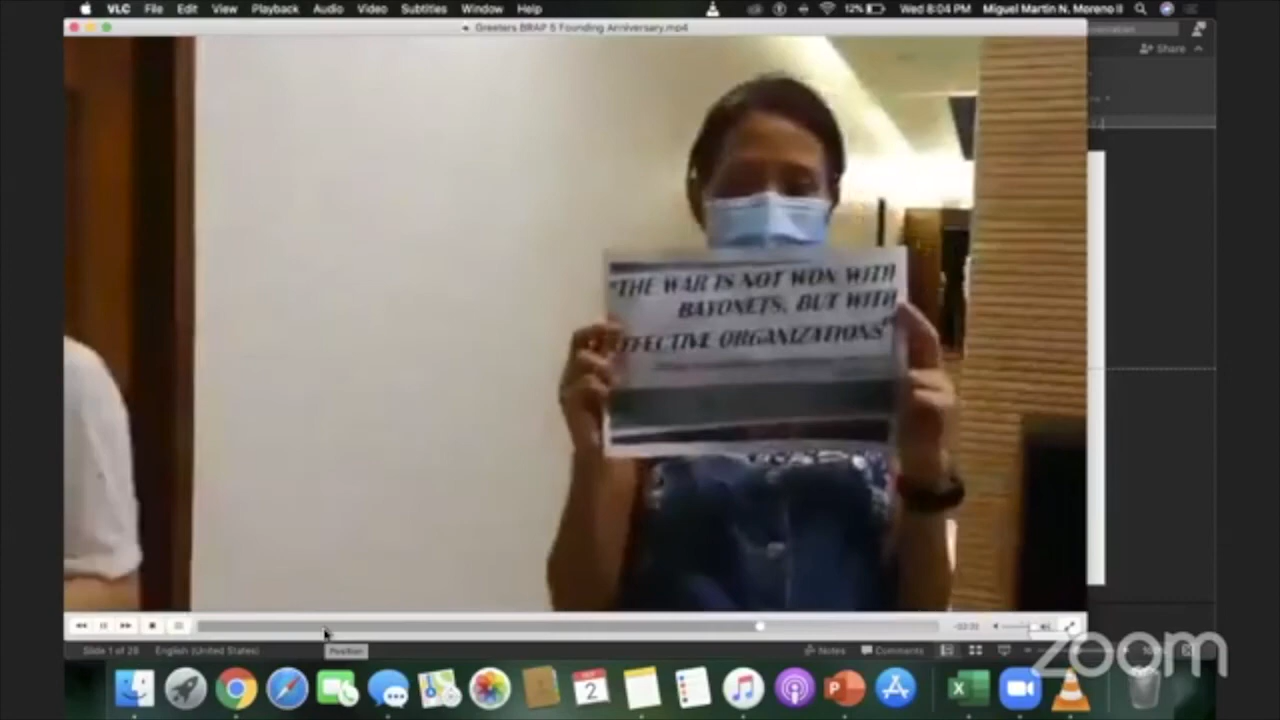 VLC File Edit View Playback Audio Video Subtitles Window Help 12% Wed 8:04 PM Miguel Martin N. Moreno II
Greeters BRAP 5 Founding Anniversary.mp4
Share
"THE WAR IS NOT WON WITH
BAYONETS, BUT WITH
EFFECTIVE ORGANIZATIONS"
Position
Slide 1 of 28 English (United States) Notes Comments
zoom
SEP
2